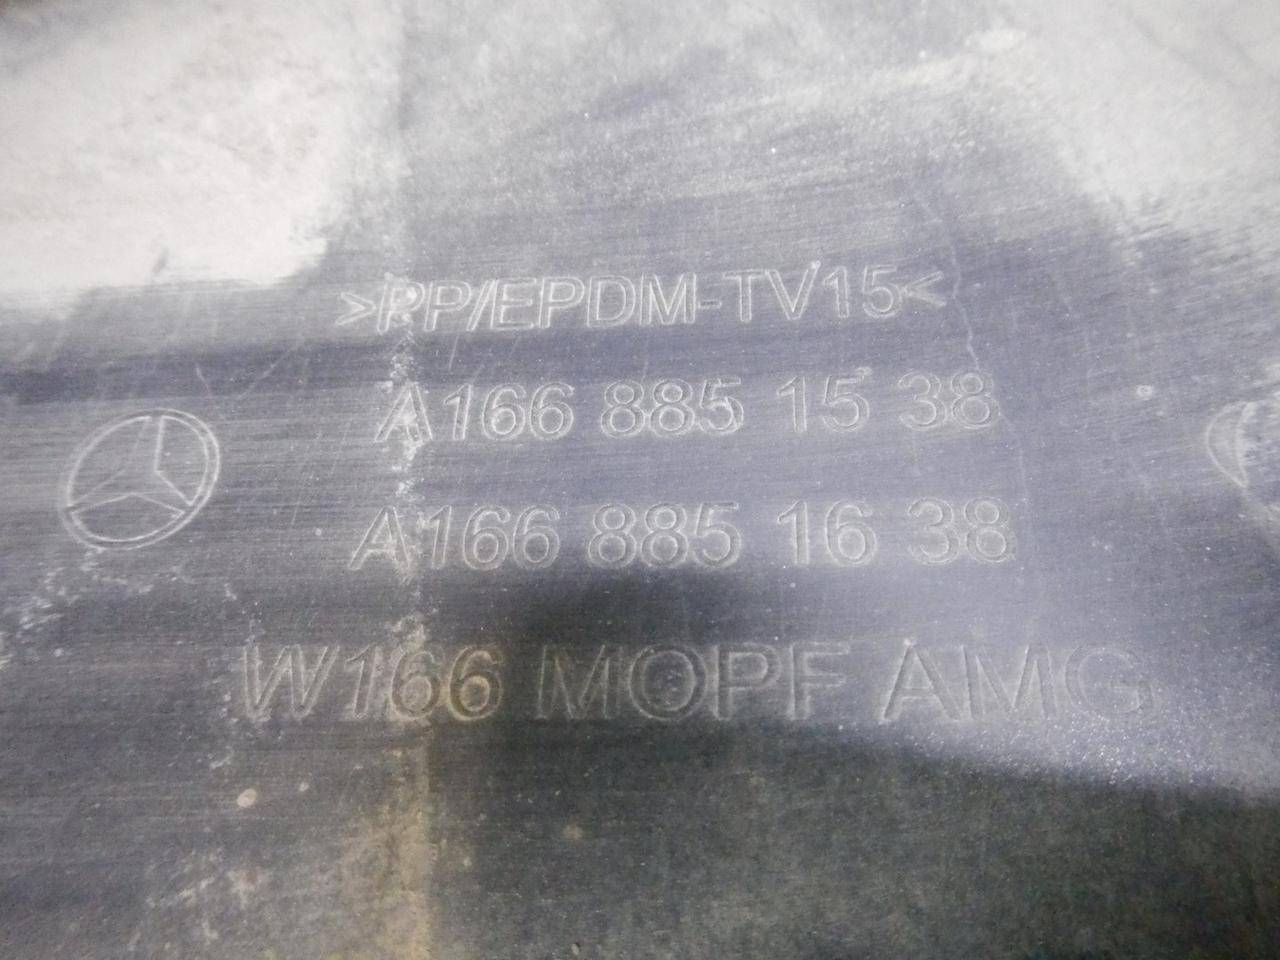 >PP/EPDM-TV15<
A166 885 15 38
A166 885 16 38
W166 MOPF AMG